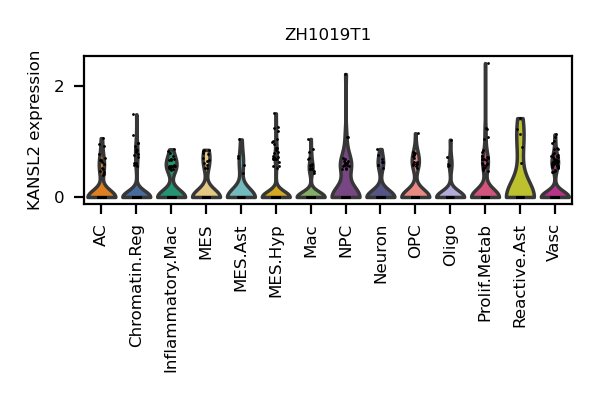 ZH1019T1
KANSL2 expression
2
0
AC
Chromatin.Reg
Inflammatory.Mac
MES
MES.Ast
MES.Hyp
Mac
NPC
Neuron
OPC
Oligo
Prolif.Metab
Reactive.Ast
Vasc